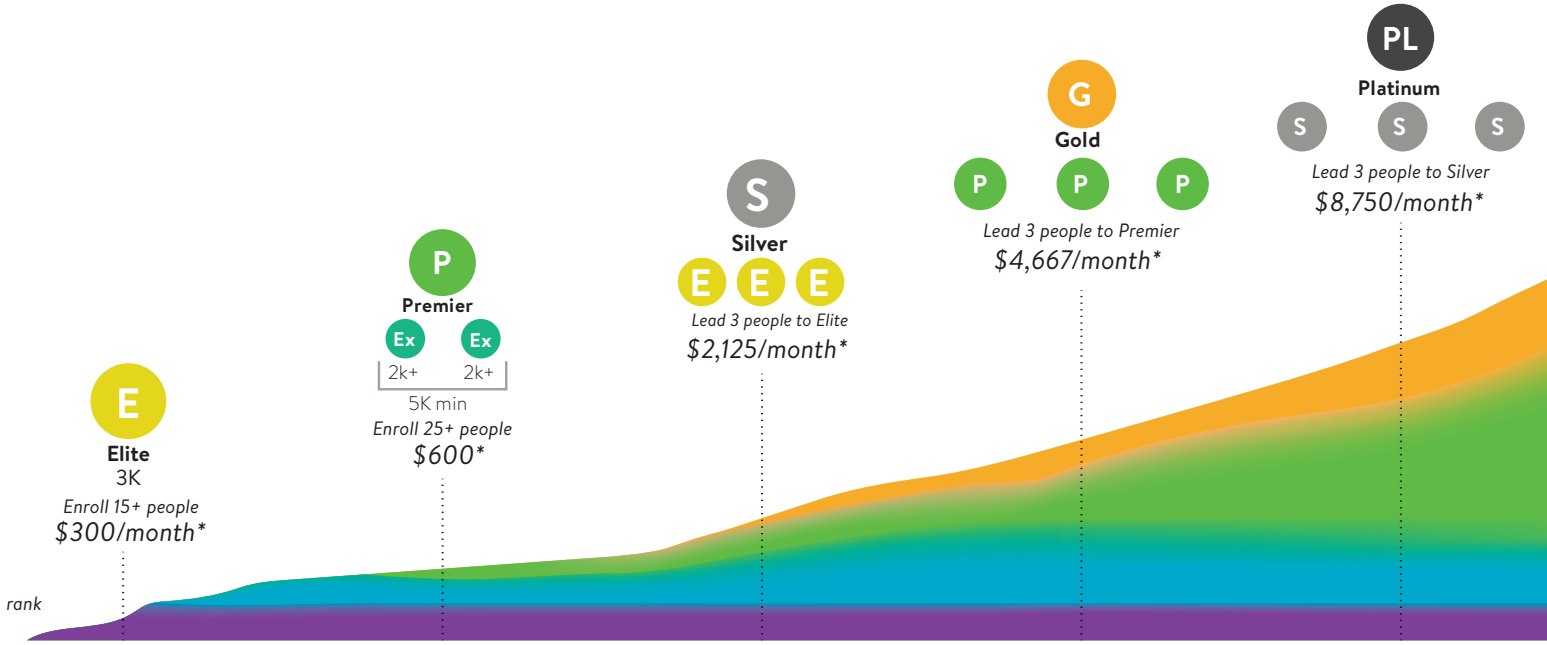 E
Elite
3K
Enroll 15+ people
$300/month*
P
Premier
Ex Ex
2k+ 2k+
5K min
Enroll 25+ people
$600*
S
Silver
E E E
Lead 3 people to Elite
$2,125/month*
G
Gold
P P P
Lead 3 people to Premier
$4,667/month*
PL
Platinum
S S S
Lead 3 people to Silver
$8,750/month*
rank